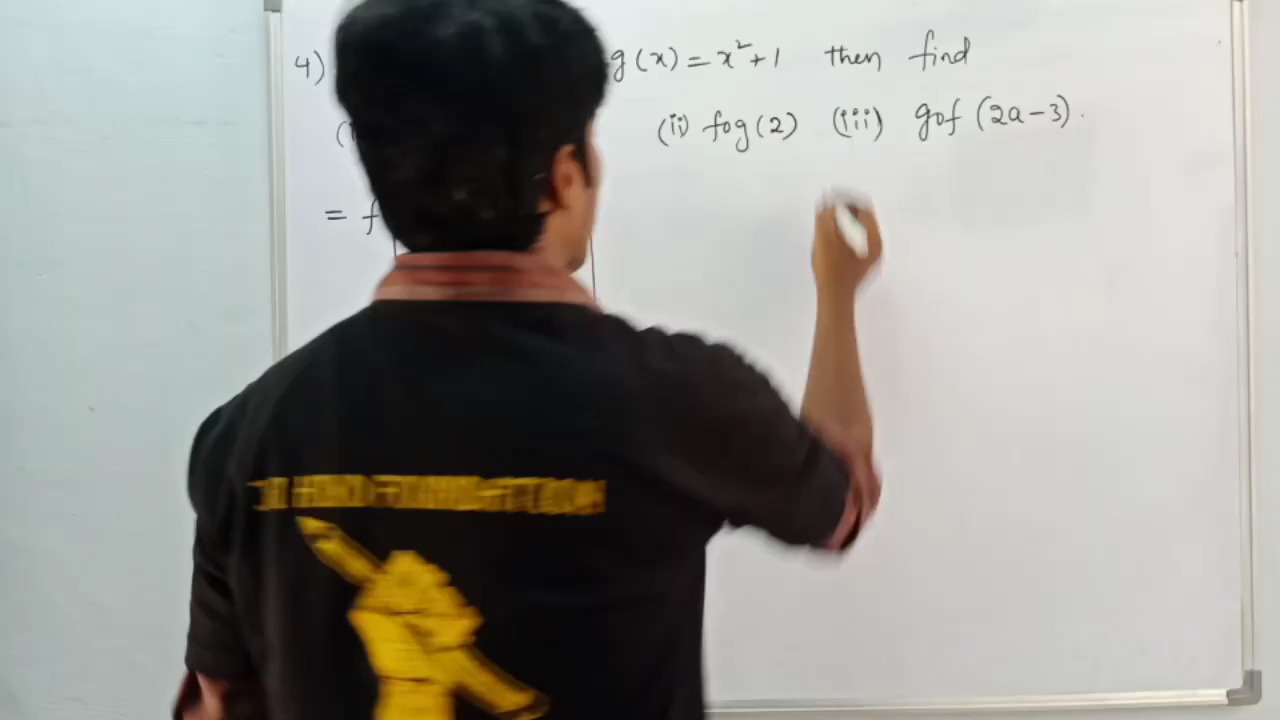 4) g(x) = x² + 1 then find
(ii) fog(2) (iii) gof (2a-3).
= f